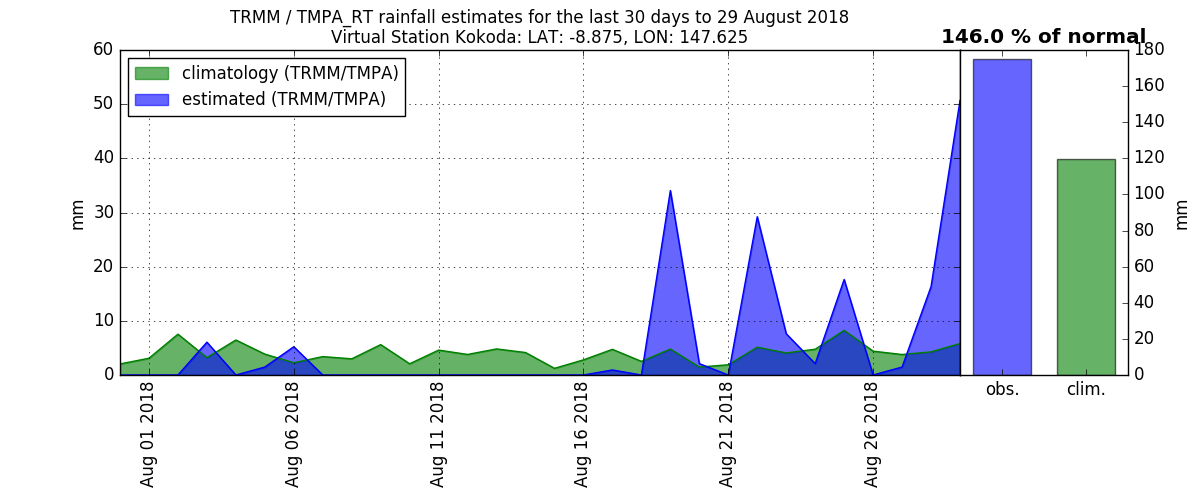 TRMM / TMPA_RT rainfall estimates for the last 30 days to 29 August 2018
Virtual Station Kokoda: LAT: -8.875, LON: 147.625
146.0 % of normal
climatology (TRMM/TMPA)
estimated (TRMM/TMPA)
mm
60
50
40
30
20
10
0
Aug 01 2018
Aug 06 2018
Aug 11 2018
Aug 16 2018
Aug 21 2018
Aug 26 2018
obs.
clim.
180
160
140
120
100
80
60
40
20
0
mm